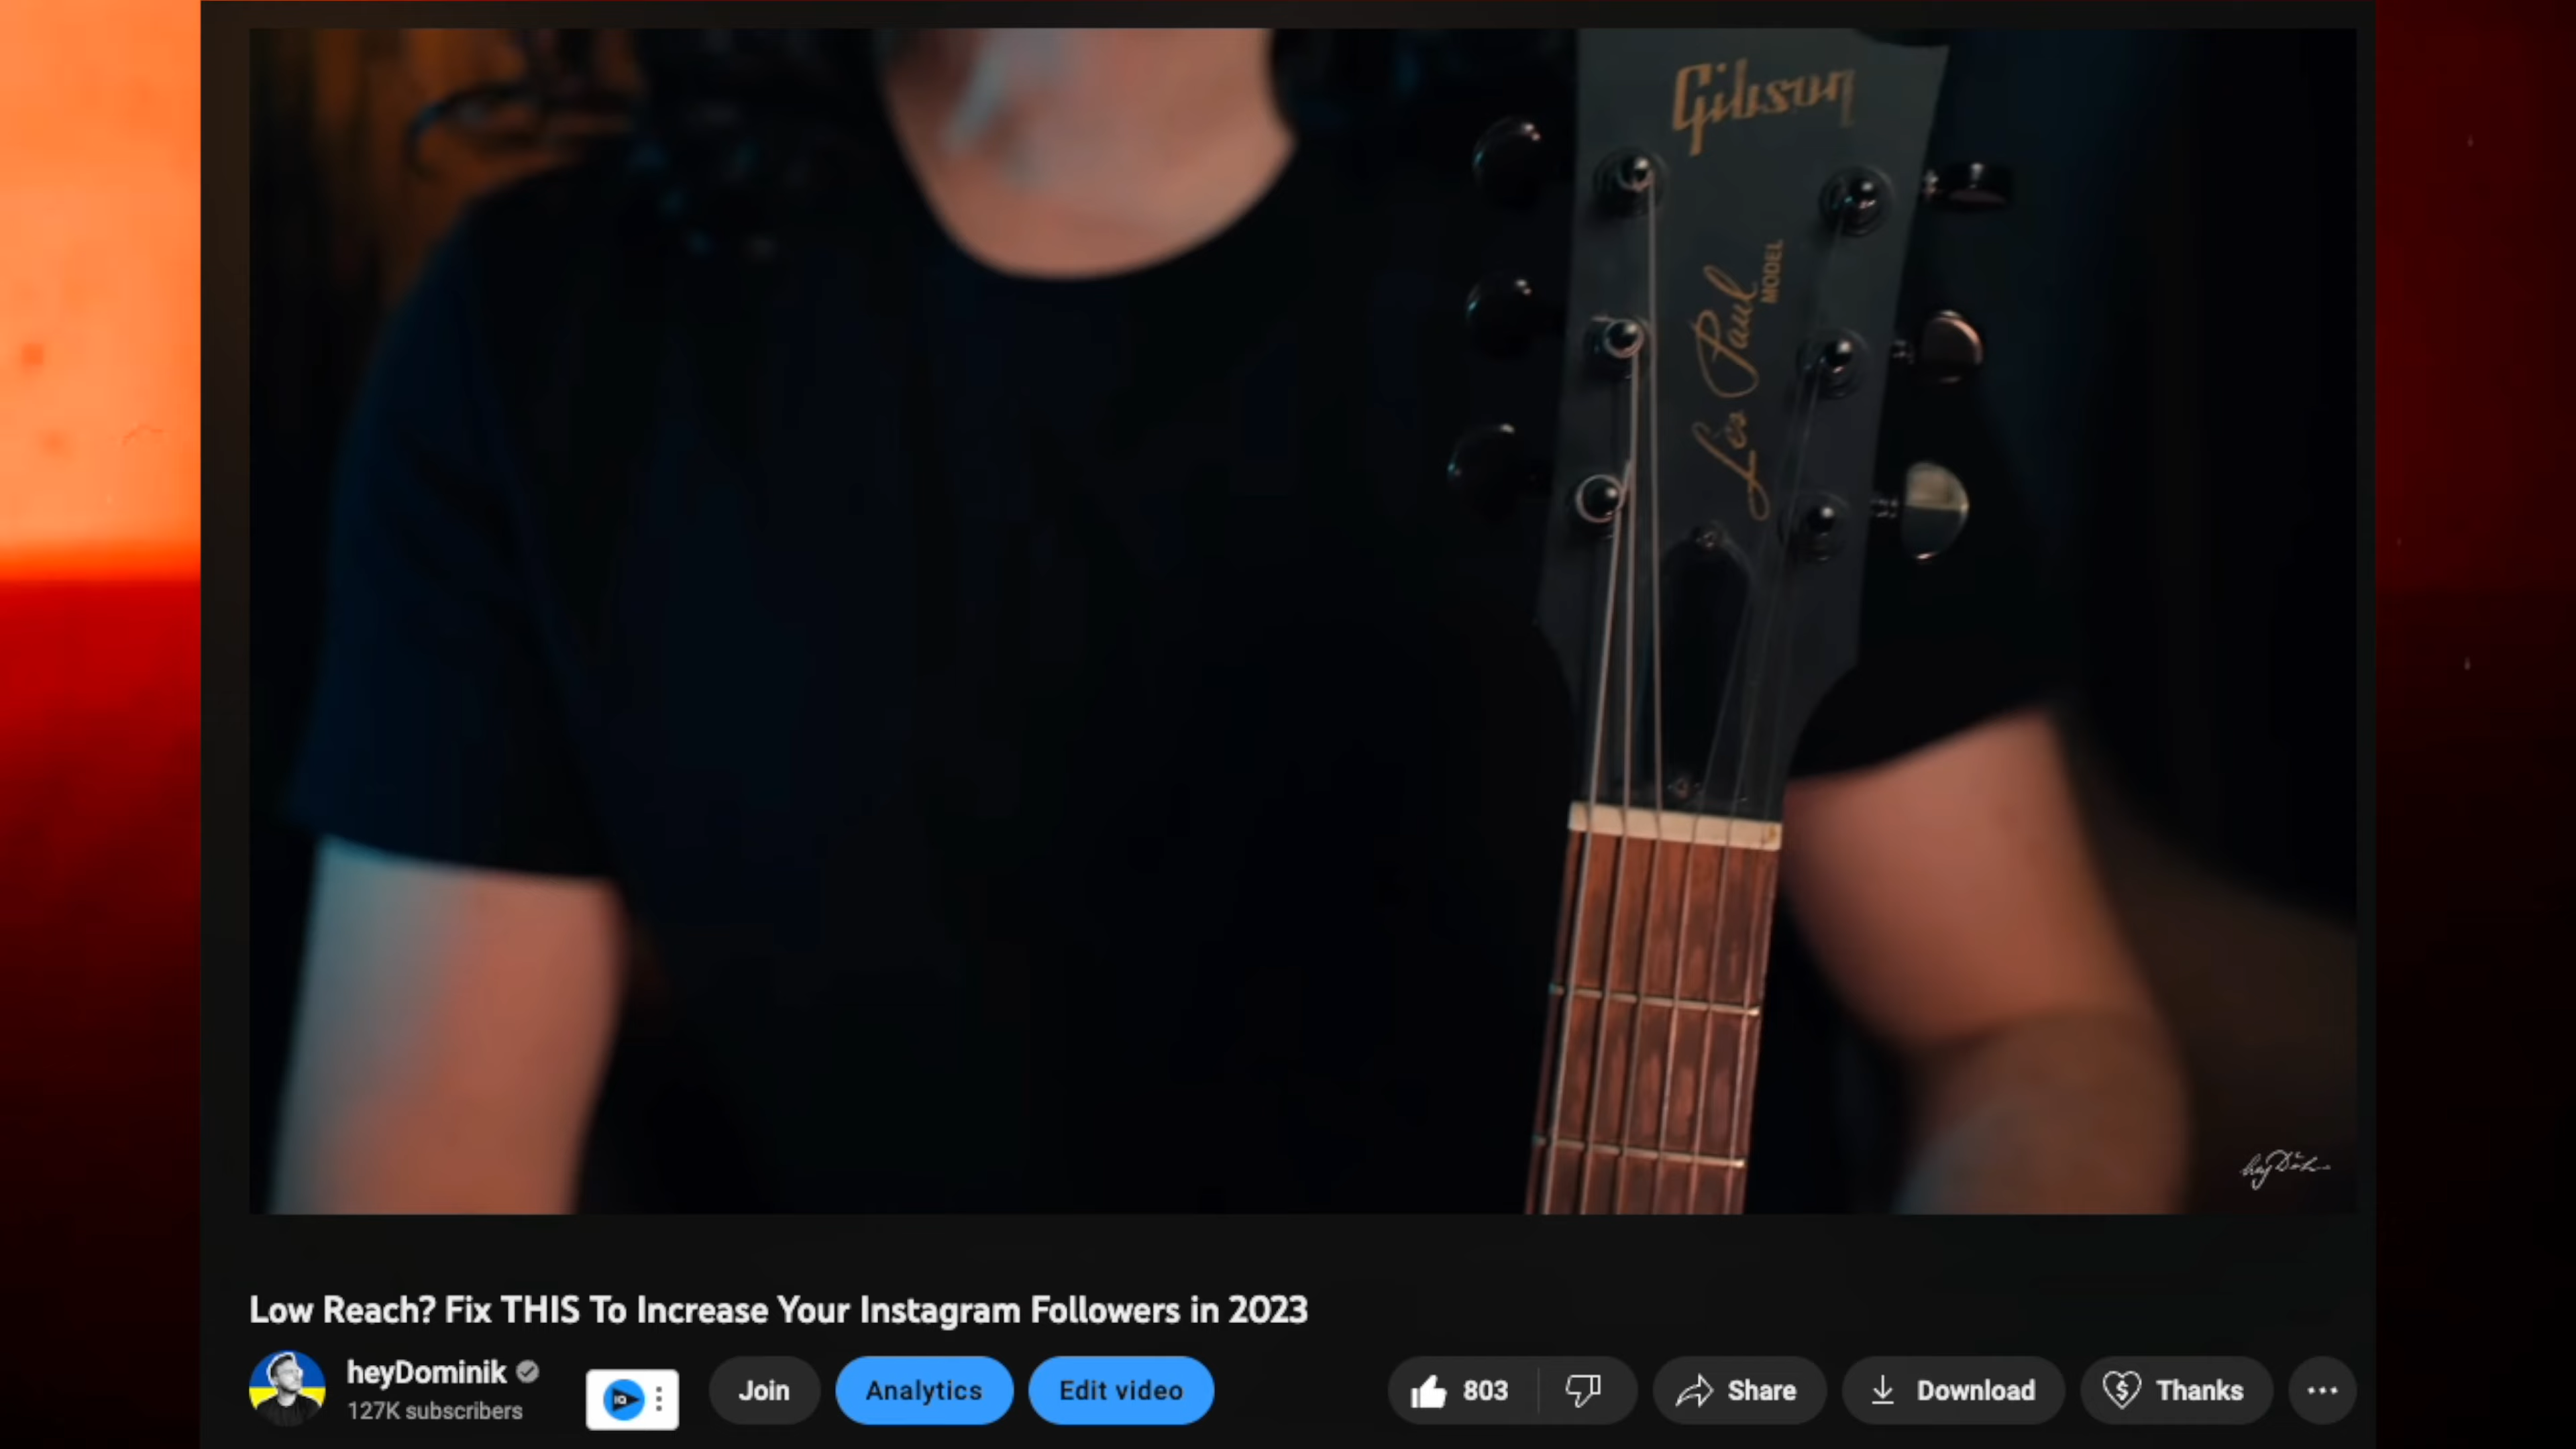 Gibson
Les Paul
MODEL
Low Reach? Fix THIS To Increase Your Instagram Followers in 2023
heyDominik
127K subscribers
IQ
Join
Analytics
Edit video
803
Share
Download
Thanks